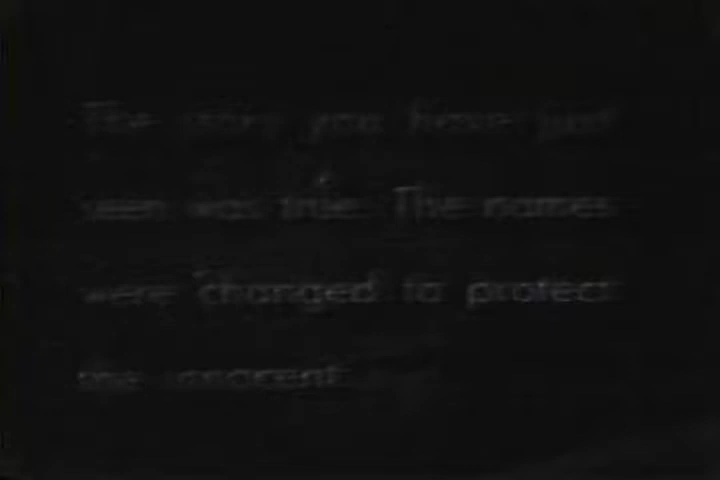 The story you have just
seen was true. The names
were changed to protect
the innocent.